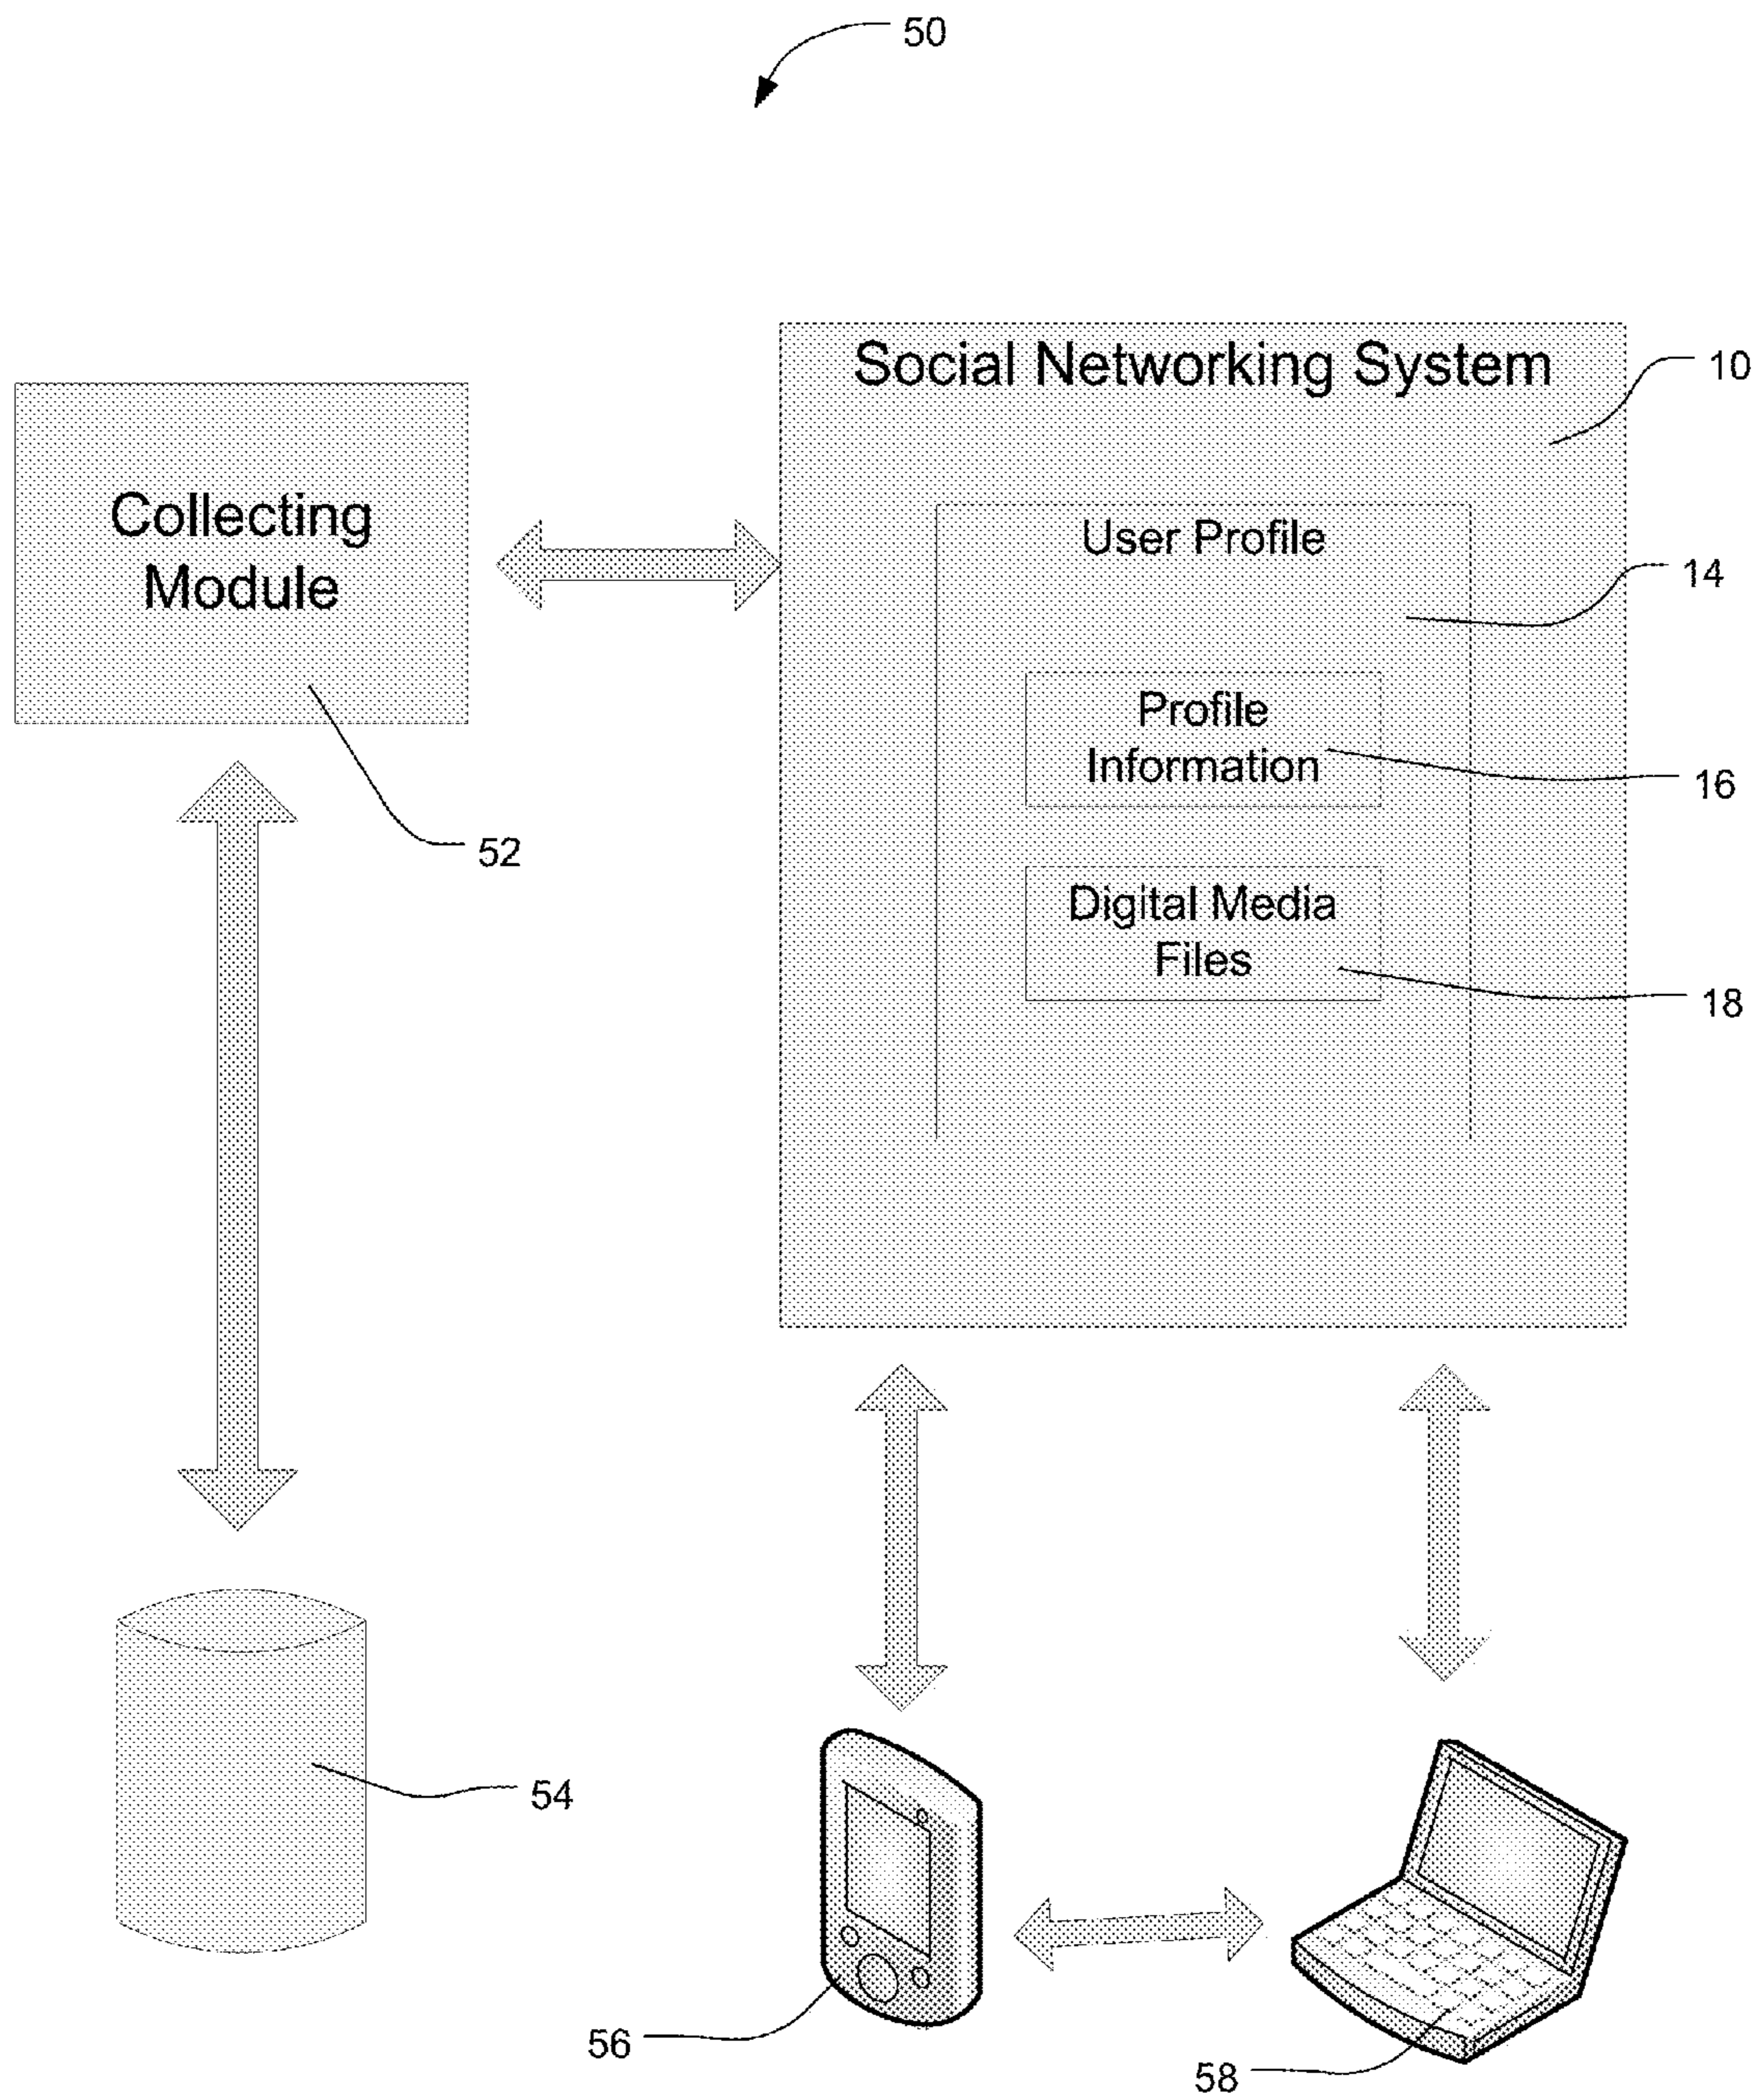 50
Social Networking System
10
Collecting
Module
User Profile
14
Profile
Information
16
52
Digital Media
Files
18
54
56
58